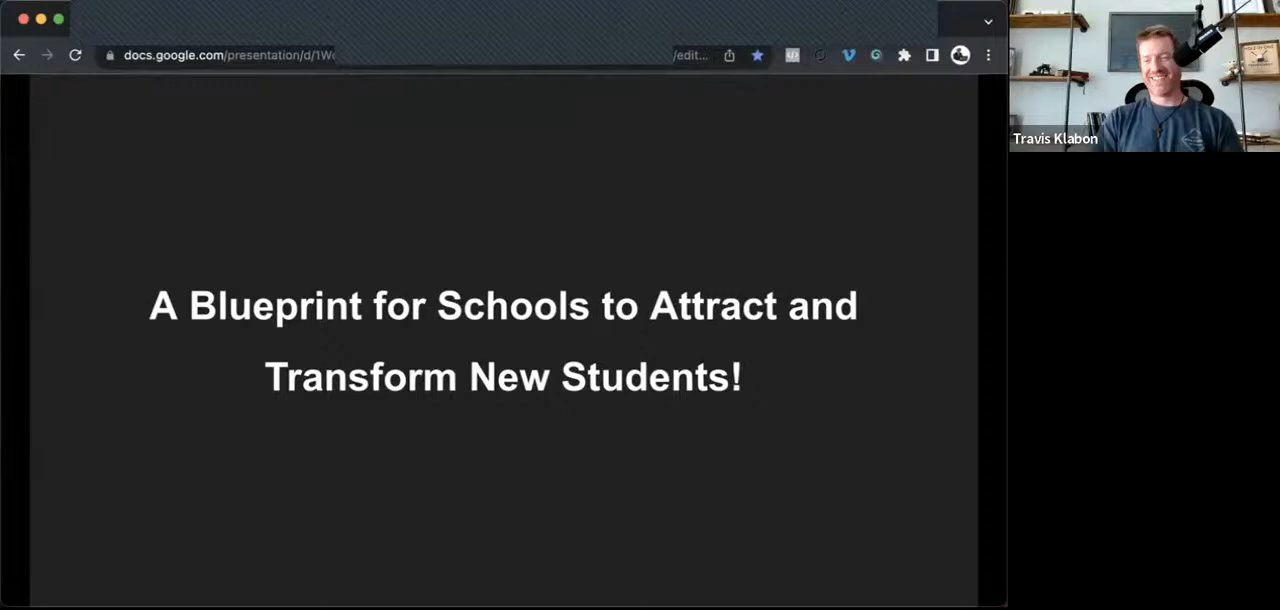 docs.google.com/presentation/d/1W
/edit...
A Blueprint for Schools to Attract and
Transform New Students!
Travis Klabon